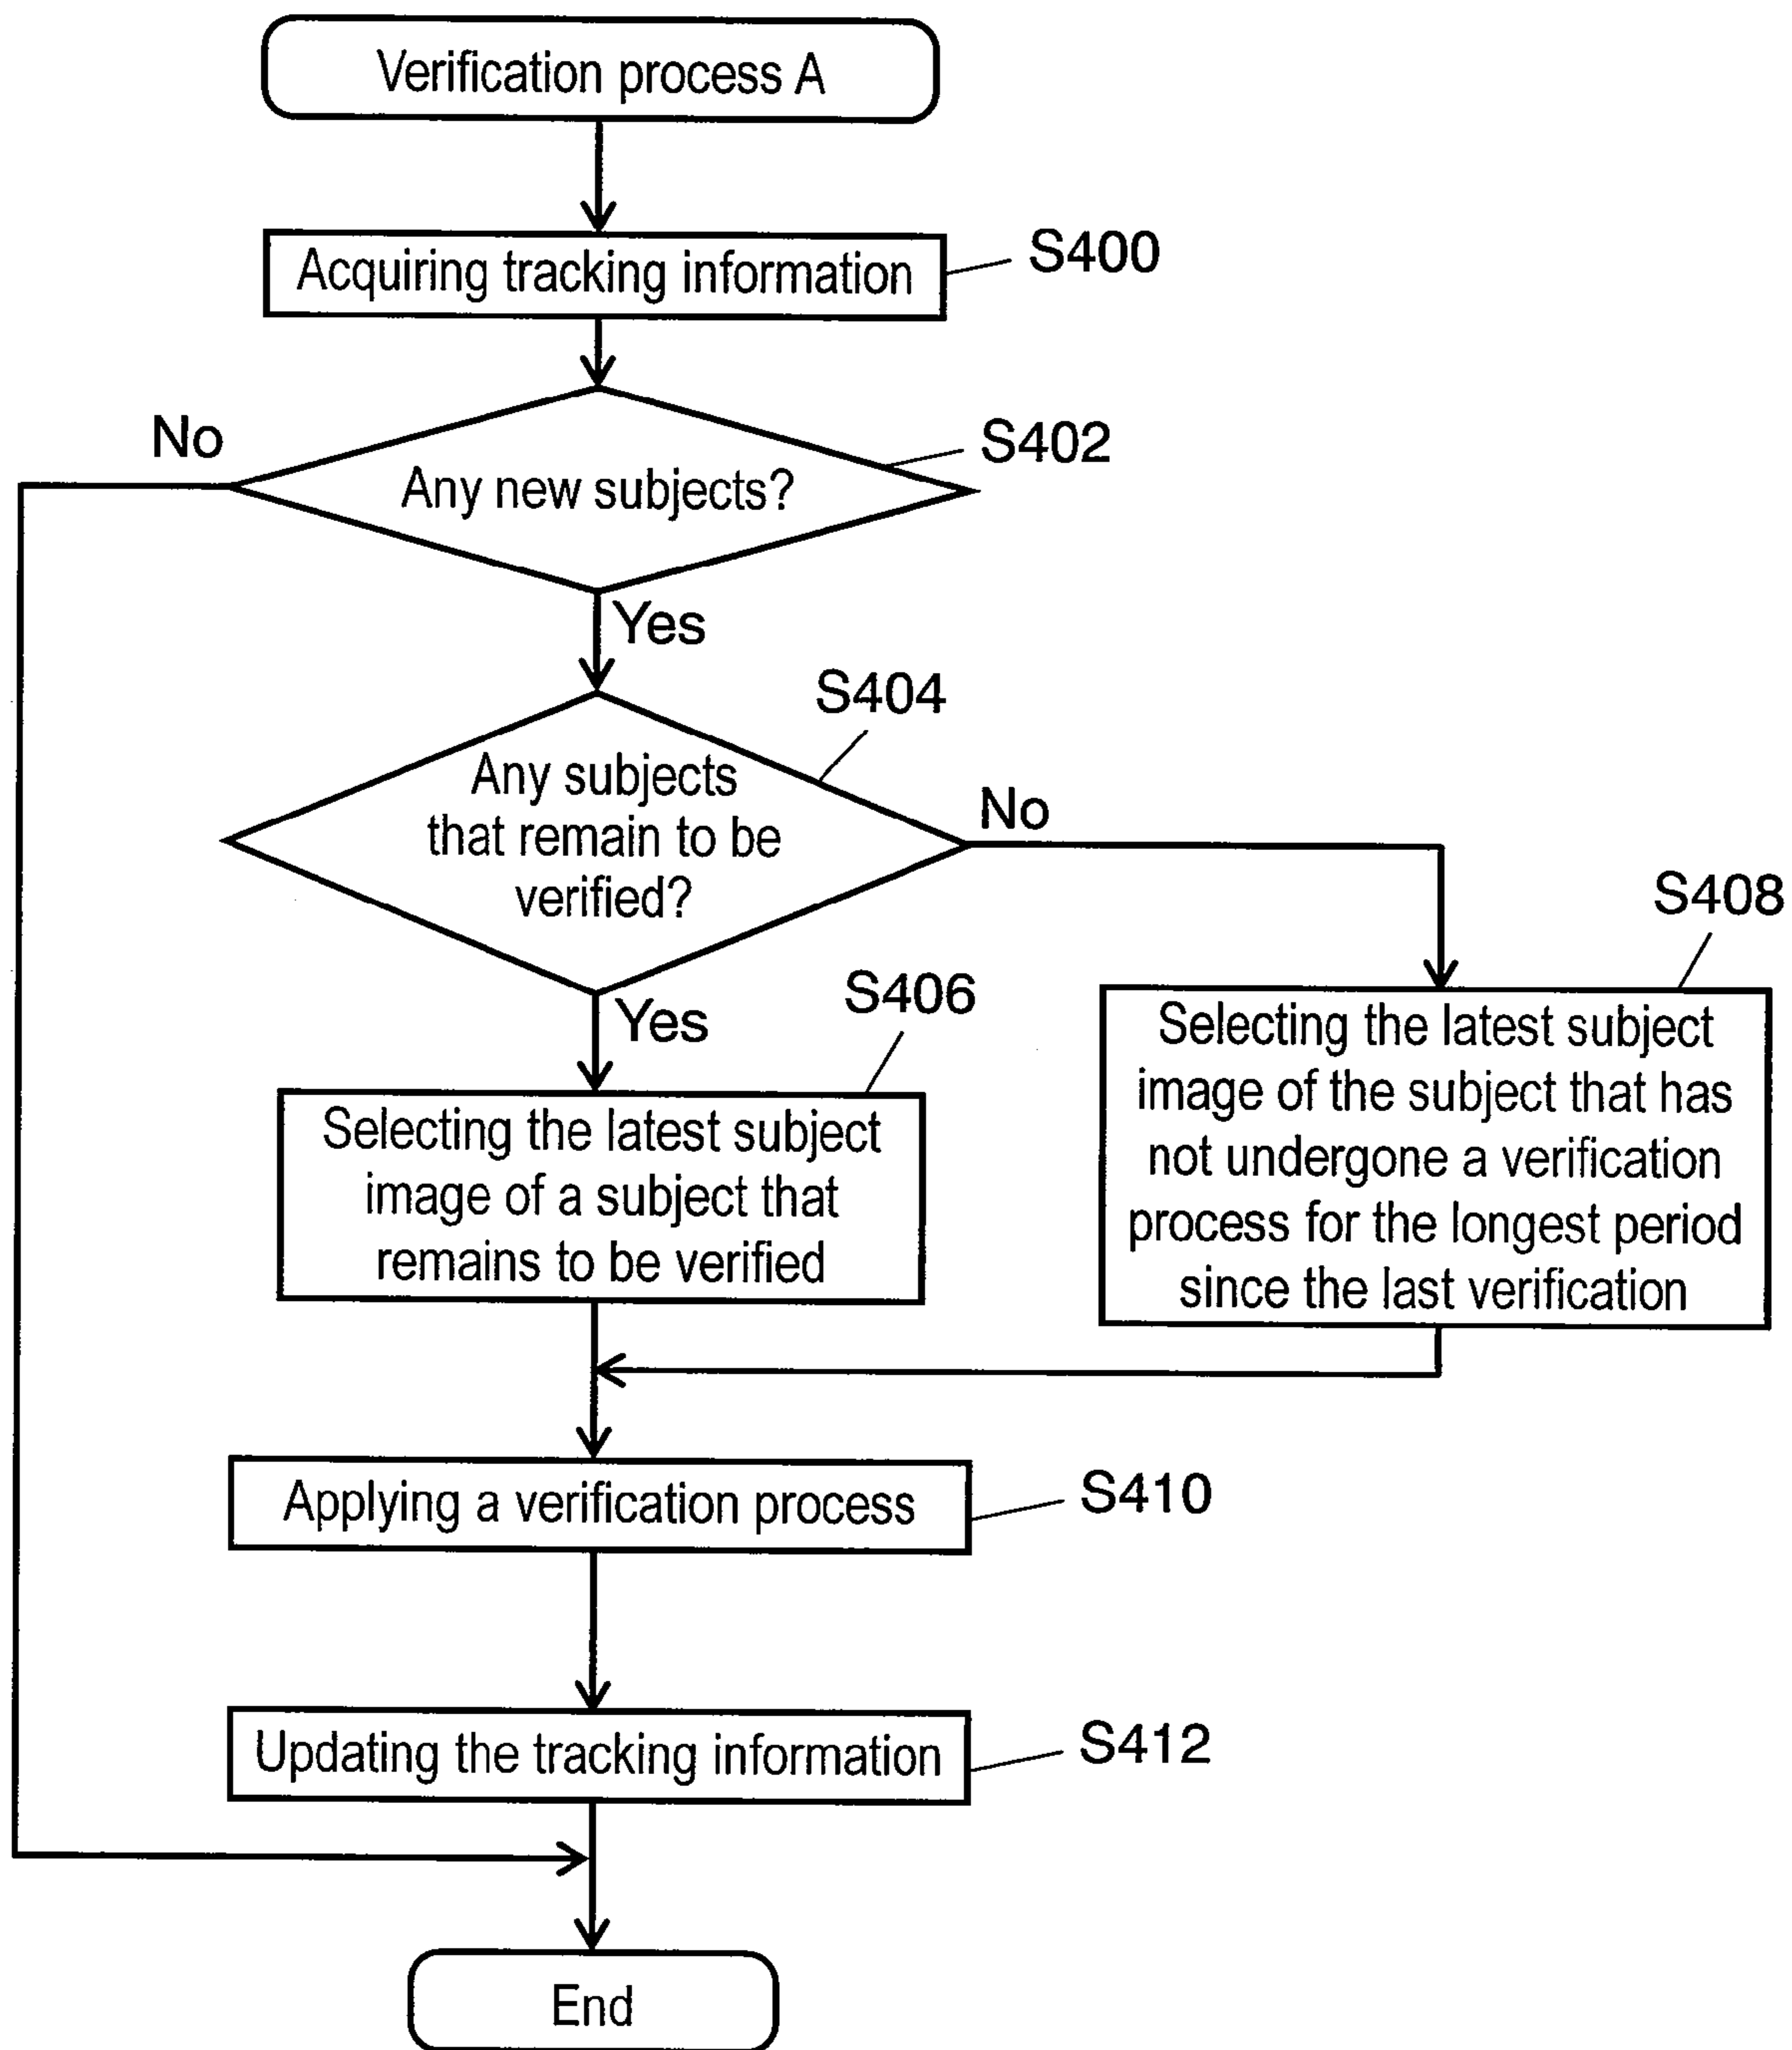 Verification process A
Acquiring tracking information
S400
No
S402
Any new subjects?
Yes
S404
Any subjects
that remain to be
verified?
No
S408
S406
Yes
Selecting the latest subject
image of a subject that
remains to be verified
Selecting the latest subject
image of the subject that has
not undergone a verification
process for the longest period
since the last verification
Applying a verification process
S410
Updating the tracking information
S412
End